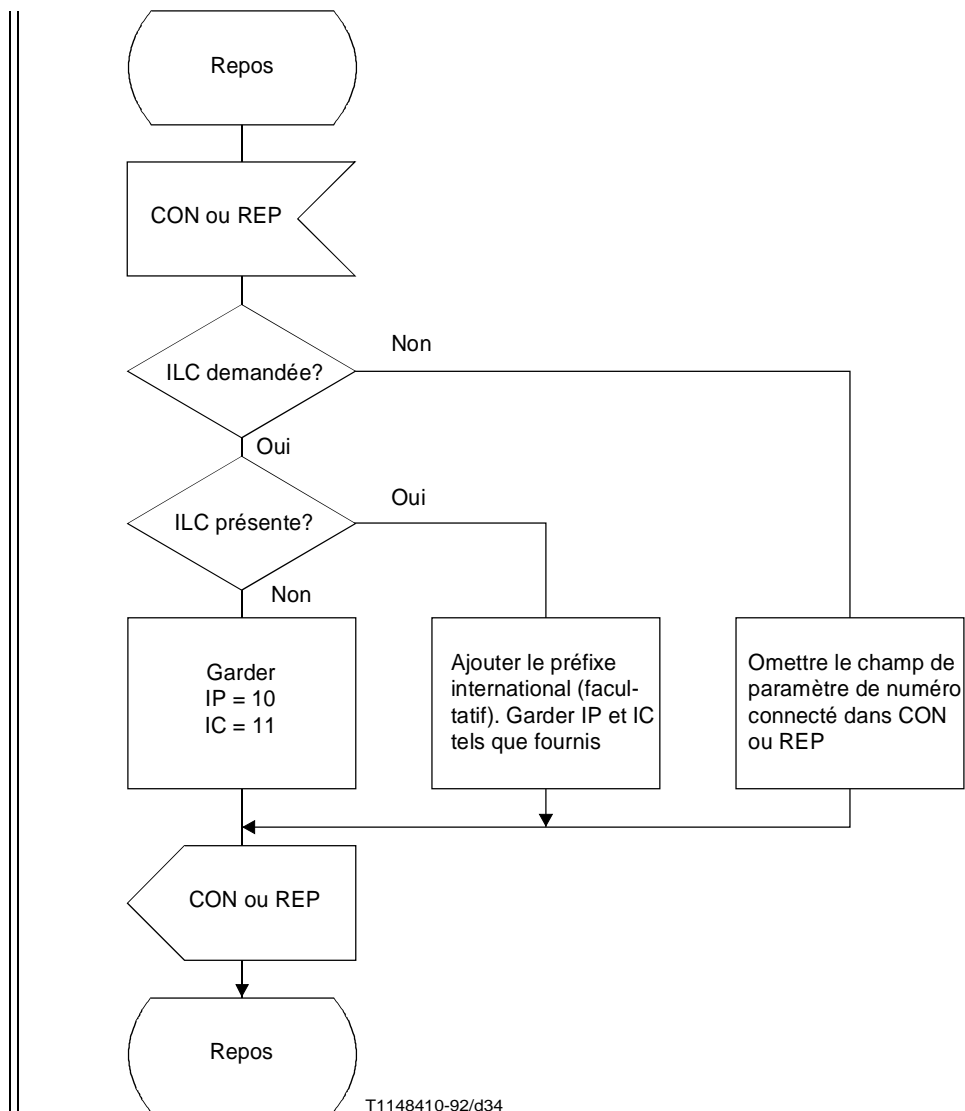 Repos
CON ou REP
Non
ILC demandée?
Oui
Oui
ILC présente?
Non
Garder
IP = 10
IC = 11
Ajouter le préfixe
international (facul-
tatif). Garder IP et IC
tels que fournis
Omettre le champ de
paramètre de numéro
connecté dans CON
ou REP
CON ou REP
Repos
T1148410-92/d34